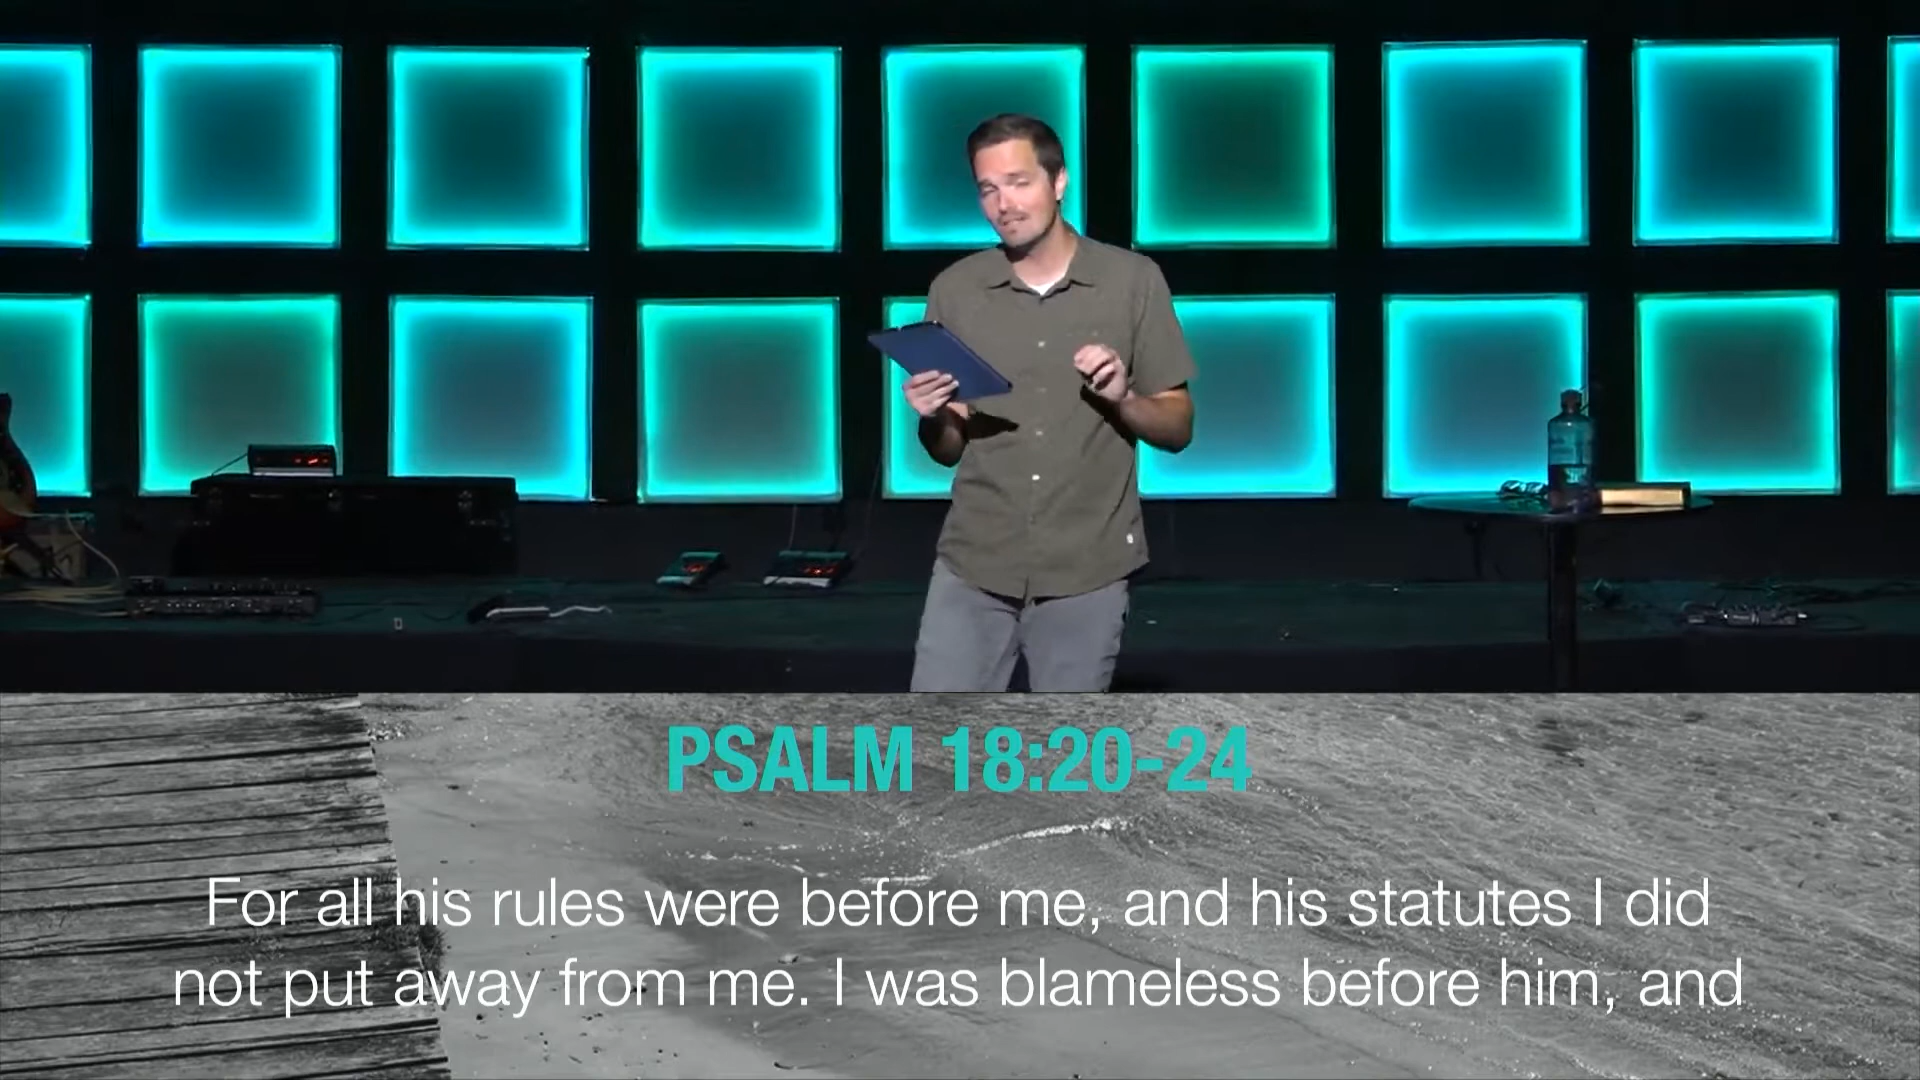 PSALM 18:20-24
For all his rules were before me, and his statutes I did
not put away from me. I was blameless before him, and